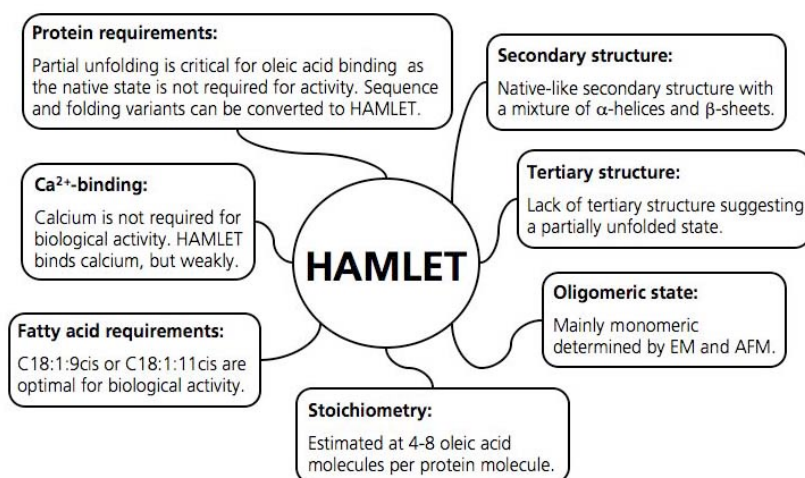 Protein requirements:
Partial unfolding is critical for oleic acid binding as
the native state is not required for activity. Sequence
and folding variants can be converted to HAMLET.
Secondary structure:
Native-like secondary structure with
a mixture of α-helices and β-sheets.
Ca²⁺-binding:
Calcium is not required for
biological activity. HAMLET
binds calcium, but weakly.
HAMLET
Tertiary structure:
Lack of tertiary structure suggesting
a partially unfolded state.
Fatty acid requirements:
C18:1:9cis or C18:1:11cis are
optimal for biological activity.
Oligomeric state:
Mainly monomeric
determined by EM and AFM.
Stoichiometry:
Estimated at 4-8 oleic acid
molecules per protein molecule.